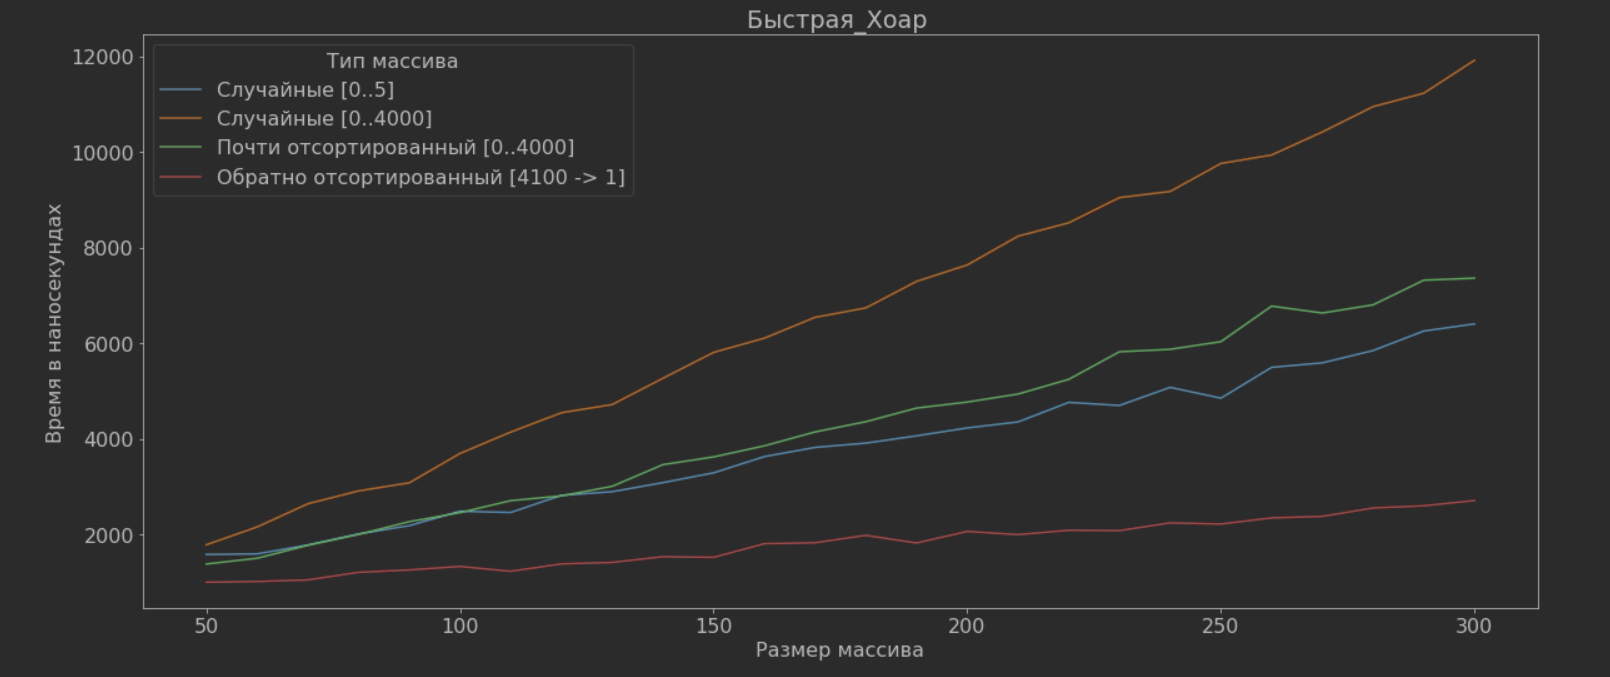 Быстрая_Хоар
Тип массива
Случайные [0..5]
Случайные [0..4000]
Почти отсортированный [0..4000]
Обратно отсортированный [4100 -> 1]
Время в наносекундах
12000
10000
8000
6000
4000
2000
50
100
150
200
250
300
Размер массива